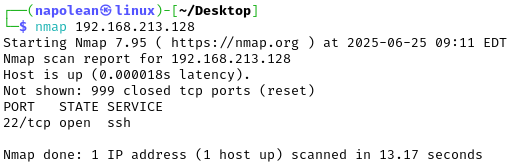 ┌──(napolean㉿linux)-[~/Desktop]
└─$ nmap 192.168.213.128
Starting Nmap 7.95 ( https://nmap.org ) at 2025-06-25 09:11 EDT
Nmap scan report for 192.168.213.128
Host is up (0.000018s latency).
Not shown: 999 closed tcp ports (reset)
PORT   STATE SERVICE
22/tcp open  ssh

Nmap done: 1 IP address (1 host up) scanned in 13.17 seconds